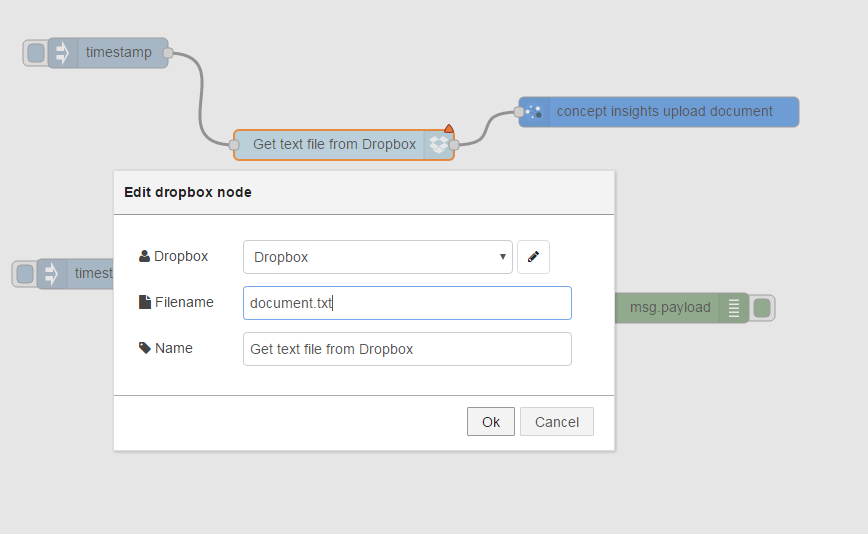 timestamp
concept insights upload document
Get text file from Dropbox
Edit dropbox node
Dropbox Dropbox
timest
Filename document.txt
msg.payload
Name Get text file from Dropbox
Ok Cancel